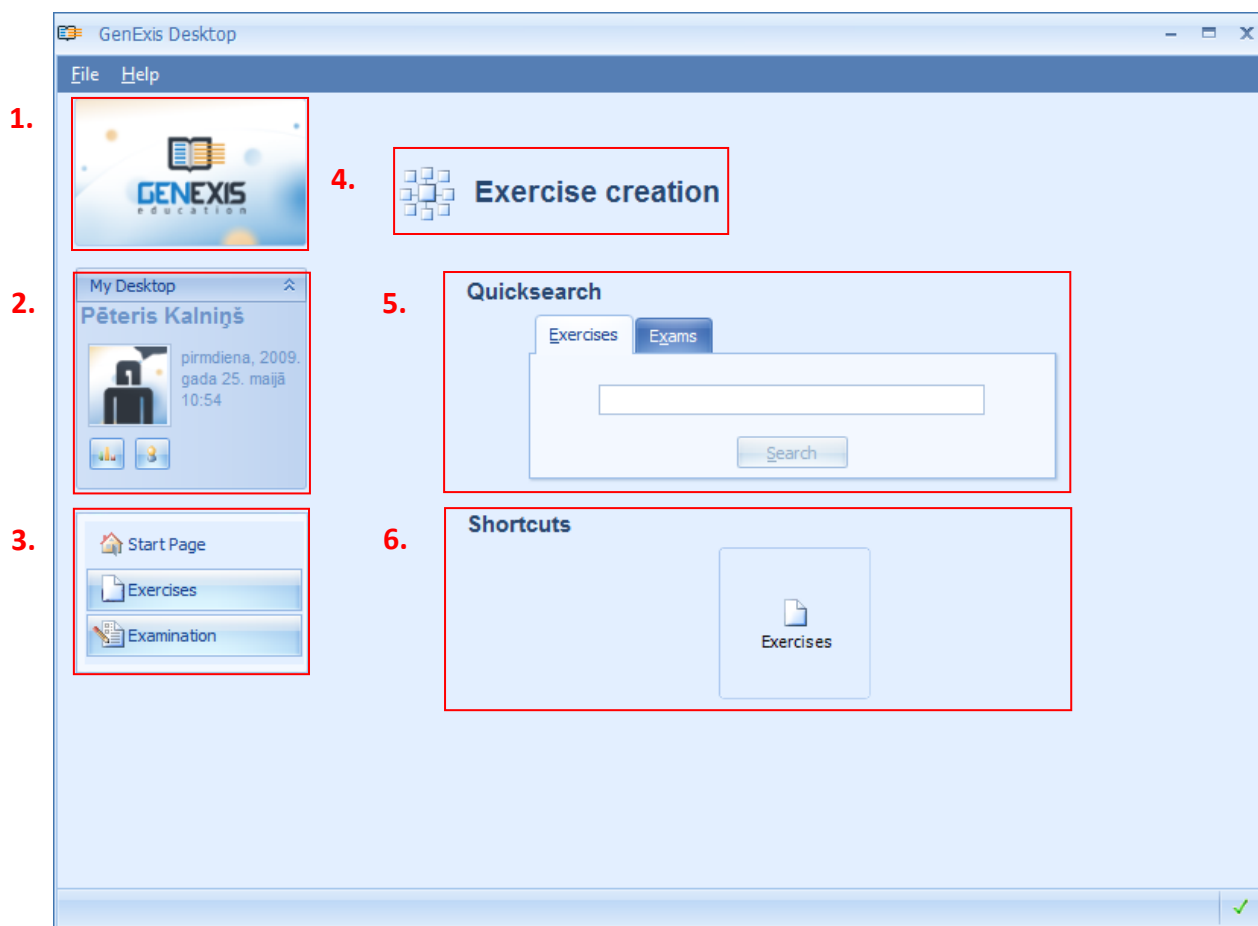 GenExis Desktop
File Help
1.
GENEXIS
education
4.
Exercise creation
2.
My Desktop
Pēteris Kalniņš
pirmdiena, 2009.
gada 25. maijā
10:54
5.
Quicksearch
Exercises Exams
Search
3.
Start Page
Exercises
Examination
6.
Shortcuts
Exercises